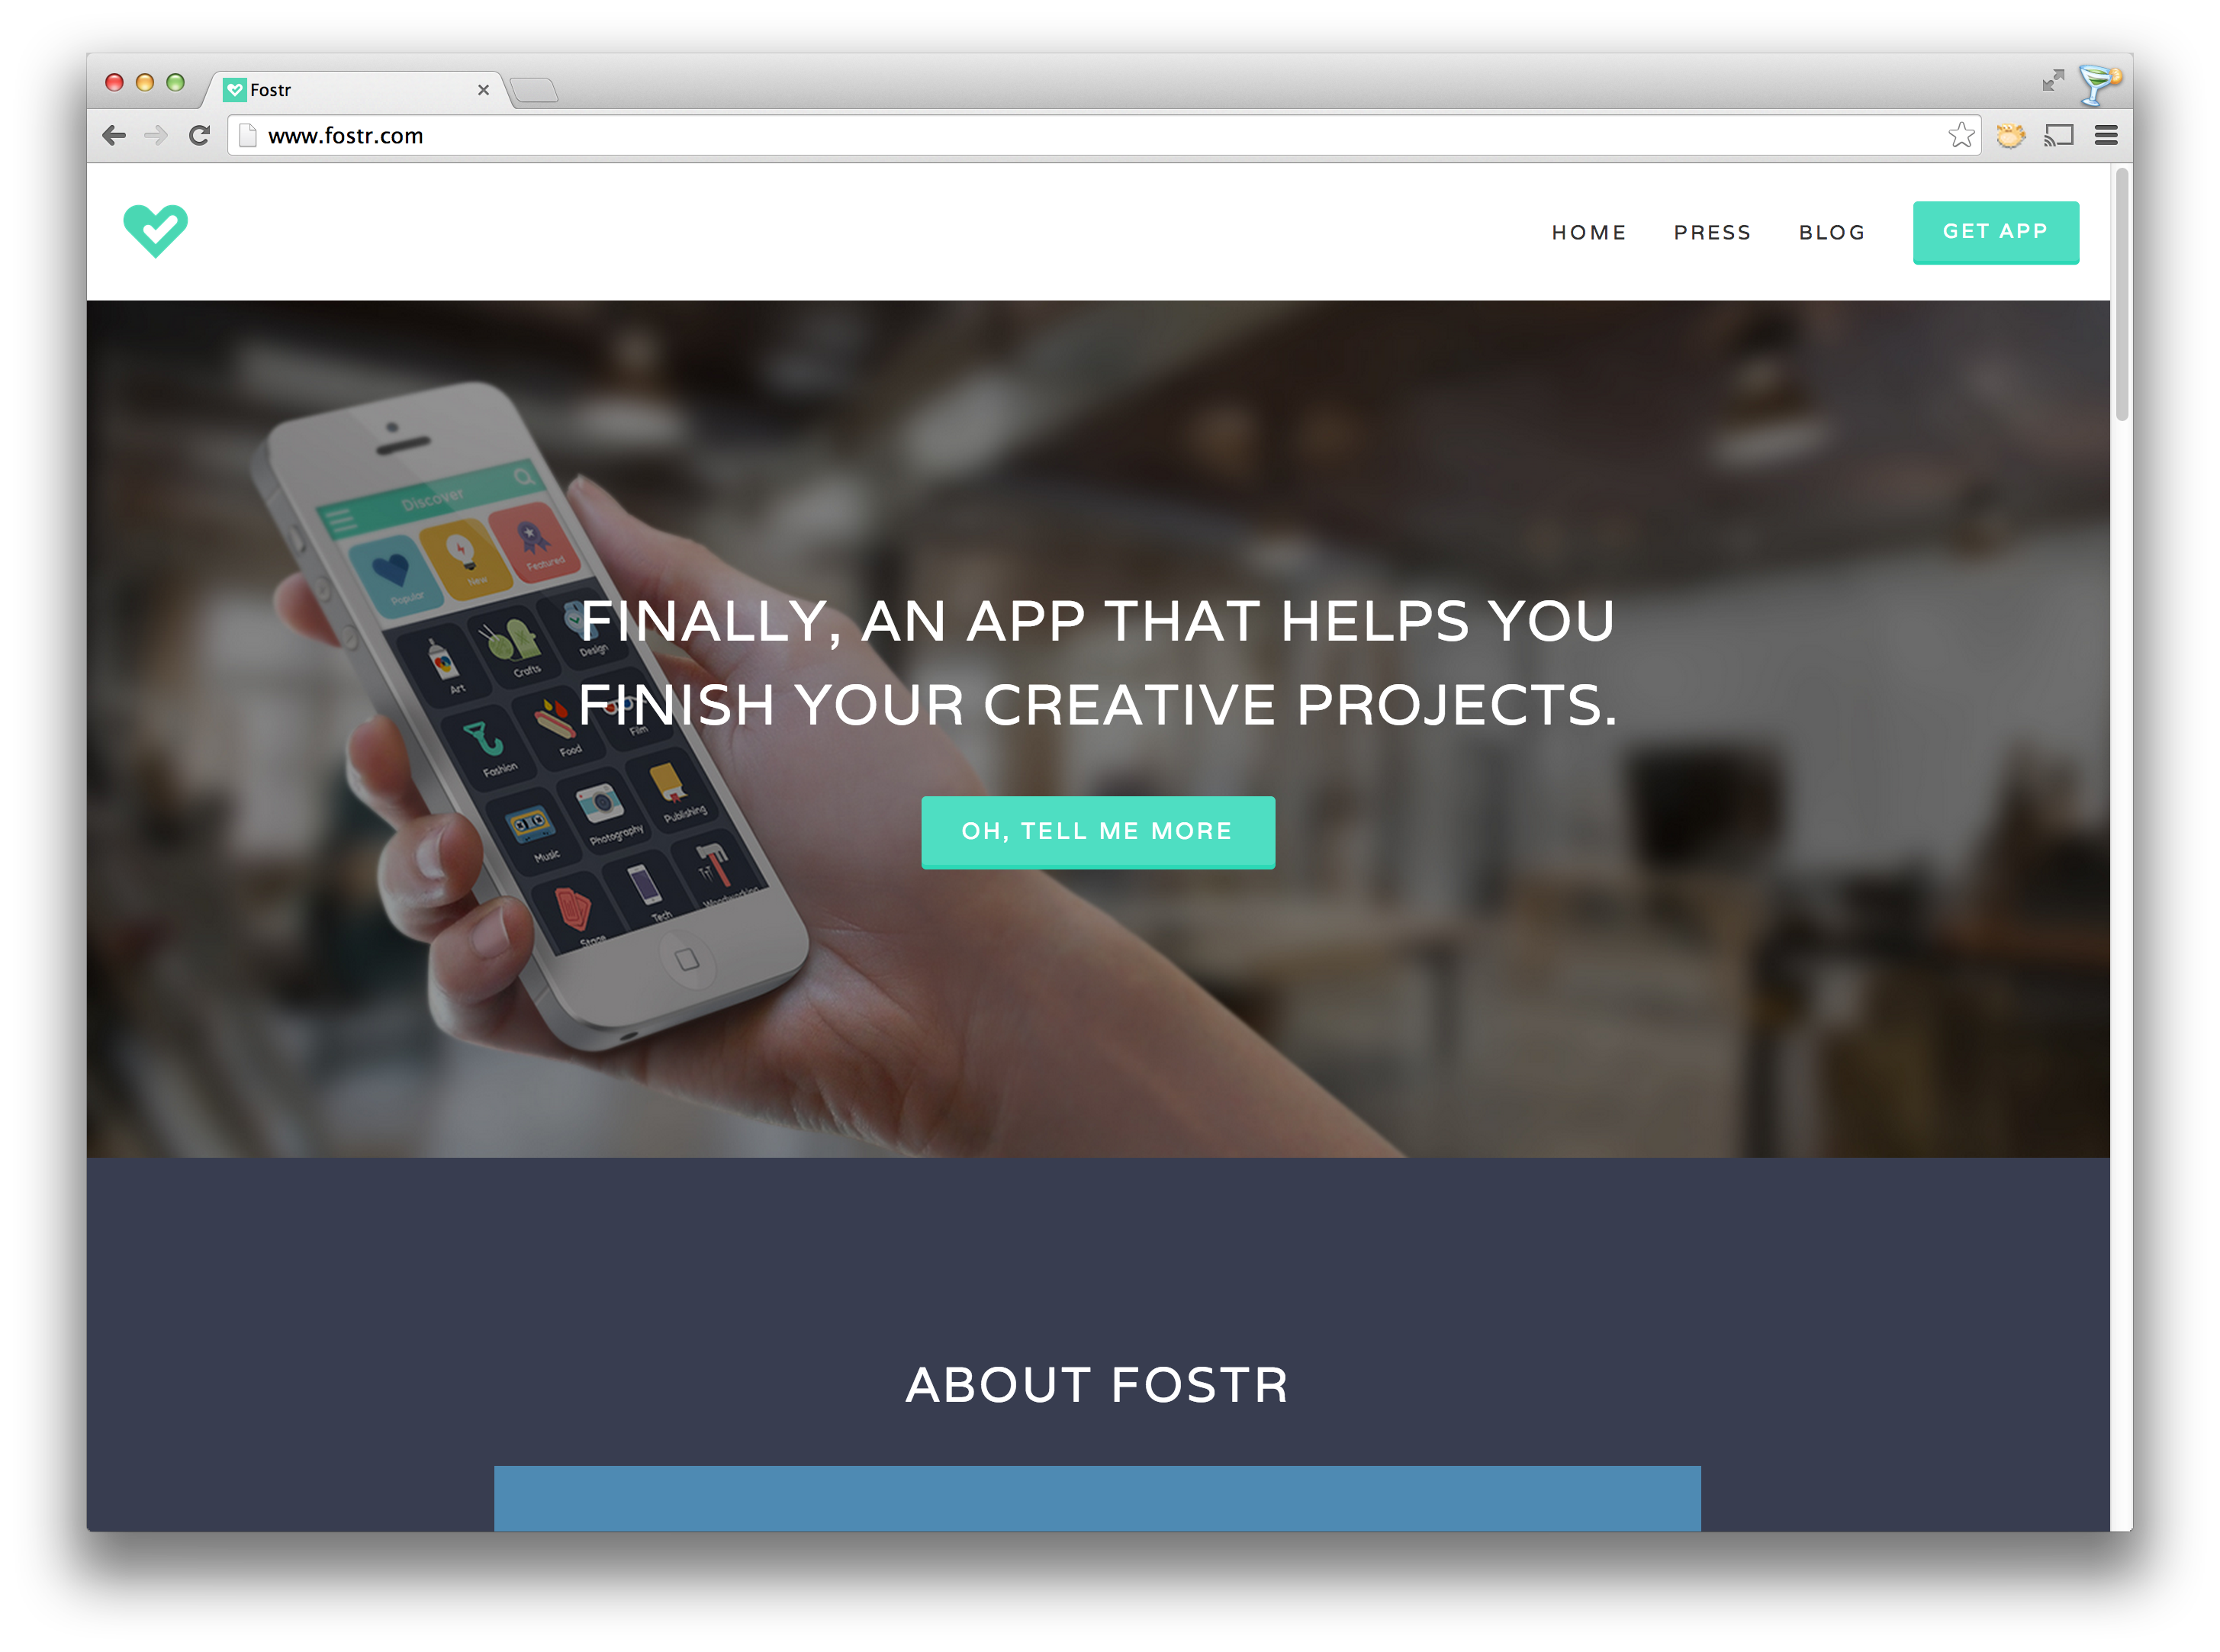 Fostr
www.fostr.com
HOME PRESS BLOG GET APP
Discover
Popular New Featured
FINALLY, AN APP THAT HELPS YOU
FINISH YOUR CREATIVE PROJECTS.
Art Crafts Design
Fashion Food Film
Music Photography Publishing
Stage Tech Woodworking
OH, TELL ME MORE
ABOUT FOSTR